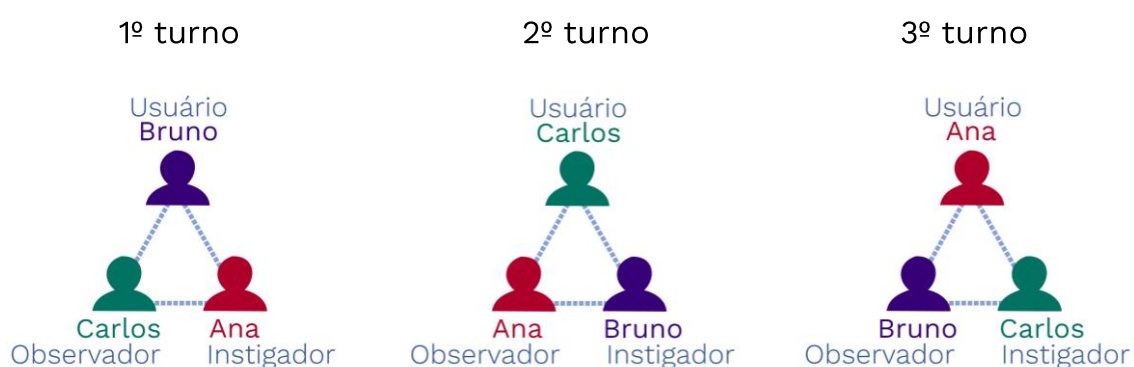 1º turno
2º turno
3º turno
Usuário
Bruno
Usuário
Carlos
Usuário
Ana
Carlos
Observador
Ana
Instigador
Ana
Observador
Bruno
Instigador
Bruno
Observador
Carlos
Instigador